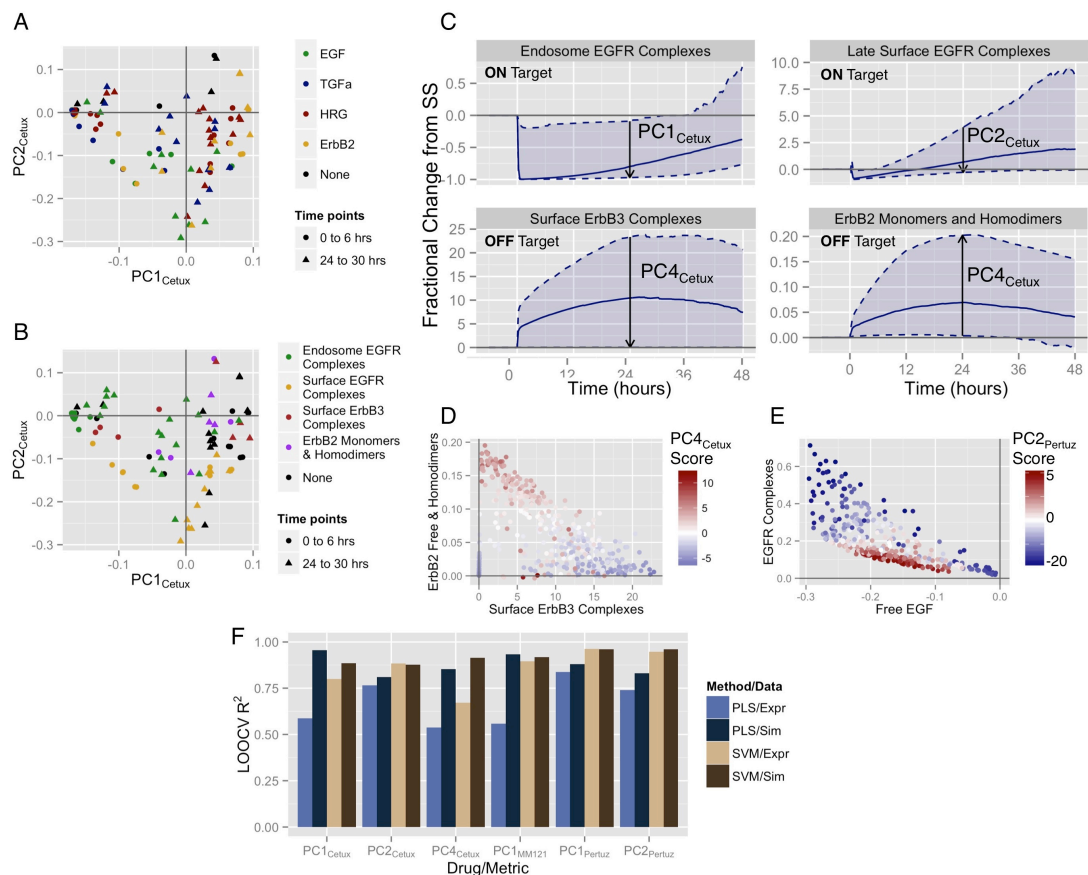 A
PC2Cetux
0.1
0.0
-0.1
-0.2
-0.3
-0.1
0.0
0.1
PC1Cetux
EGF
TGFa
HRG
ErbB2
None
Time points
0 to 6 hrs
24 to 30 hrs
B
PC2Cetux
0.1
0.0
-0.1
-0.2
-0.3
-0.1
0.0
0.1
PC1Cetux
Endosome EGFR
Complexes
Surface EGFR
Complexes
Surface ErbB3
Complexes
ErbB2 Monomers
& Homodimers
None
Time points
0 to 6 hrs
24 to 30 hrs
C
Fractional Change from SS
Endosome EGFR Complexes
ON Target
0.5
0.0
-0.5
-1.0
PC1Cetux
Late Surface EGFR Complexes
ON Target
10.0
7.5
5.0
2.5
0.0
PC2Cetux
Surface ErbB3 Complexes
OFF Target
25
20
15
10
5
0
PC4Cetux
0
12
24
36
48
ErbB2 Monomers and Homodimers
OFF Target
0.20
0.15
0.10
0.05
0.00
PC4Cetux
0
12
24
36
48
Time (hours)
Time (hours)
D
ErbB2 Free & Homodimers
0.20
0.15
0.10
0.05
0.00
0
5
10
15
20
Surface ErbB3 Complexes
PC4Cetux
Score
10
5
0
-5
E
EGFR Complexes
0.6
0.4
0.2
0.0
-0.3
-0.2
-0.1
0.0
Free EGF
PC2Pertuz
Score
5
0
-20
F
LOOCV R2
1.00
0.75
0.50
0.25
0.00
PC1Cetux
PC2Cetux
PC4Cetux
PC1MM121
PC1Pertuz
PC2Pertuz
Drug/Metric
Method/Data
PLS/Expr
PLS/Sim
SVM/Expr
SVM/Sim